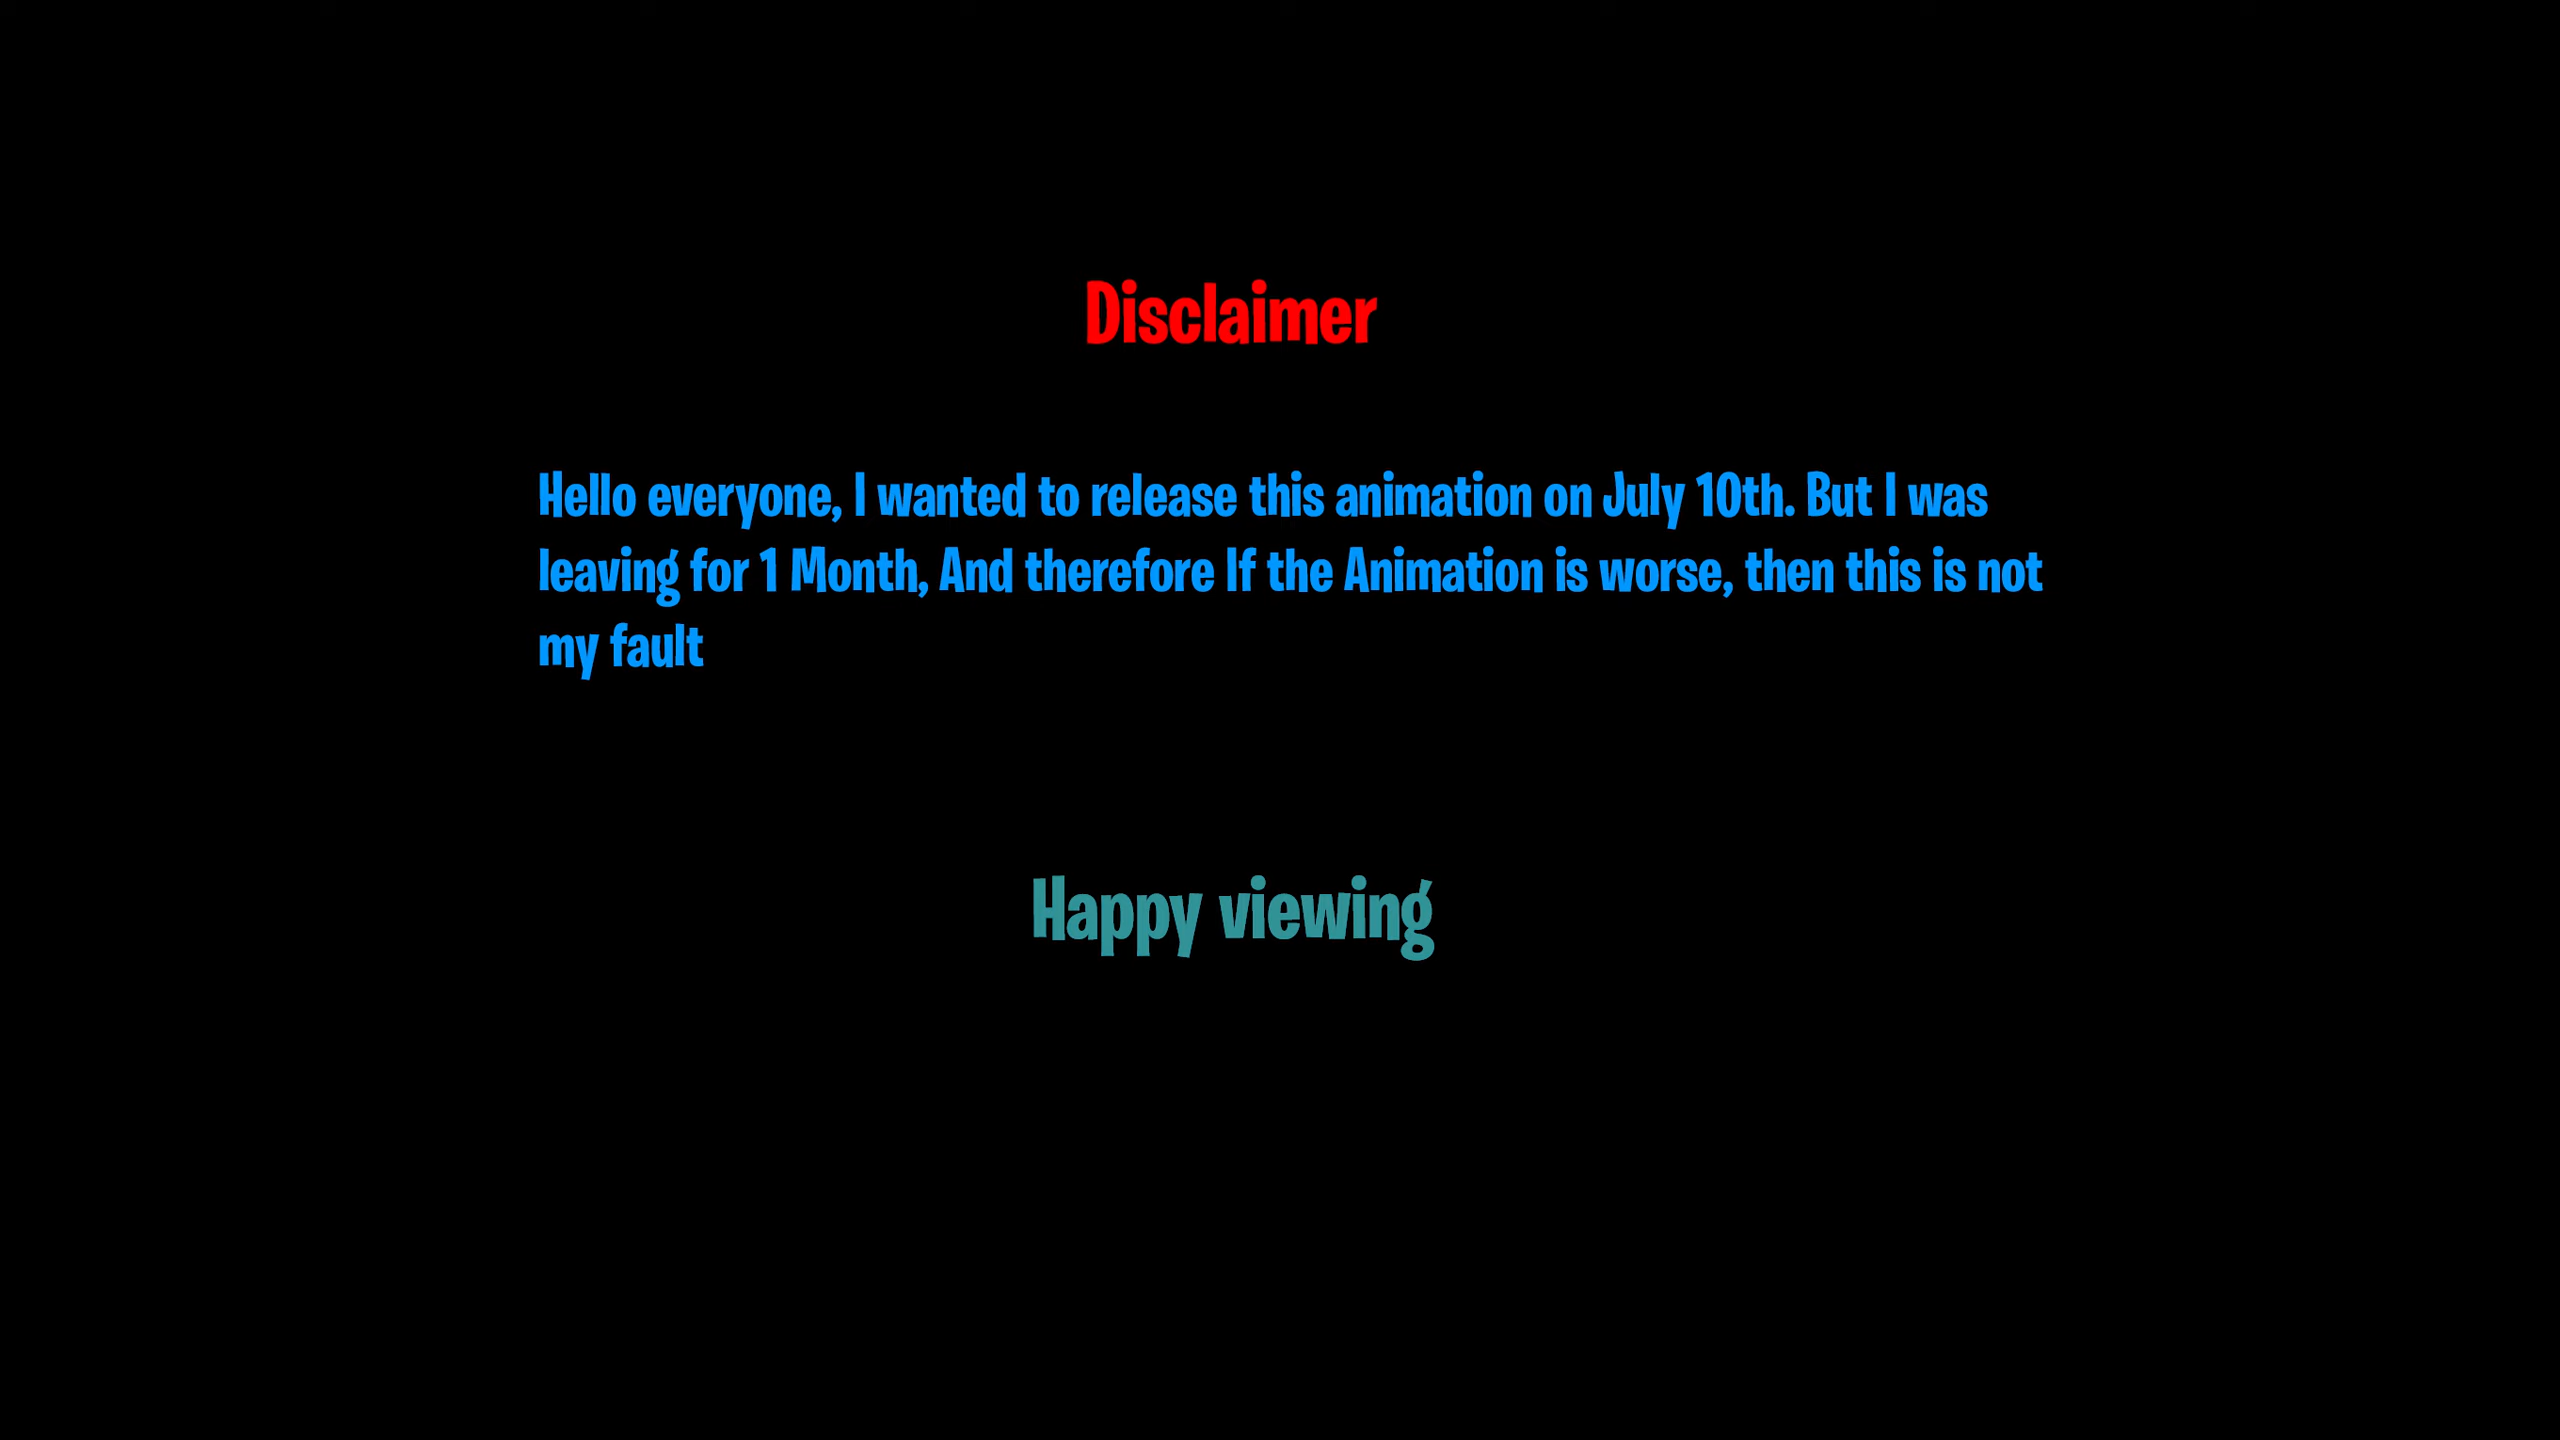 Disclaimer
Hello everyone, I wanted to release this animation on July 10th. But I was
leaving for 1 Month, And therefore If the Animation is worse, then this is not
my fault
Happy viewing